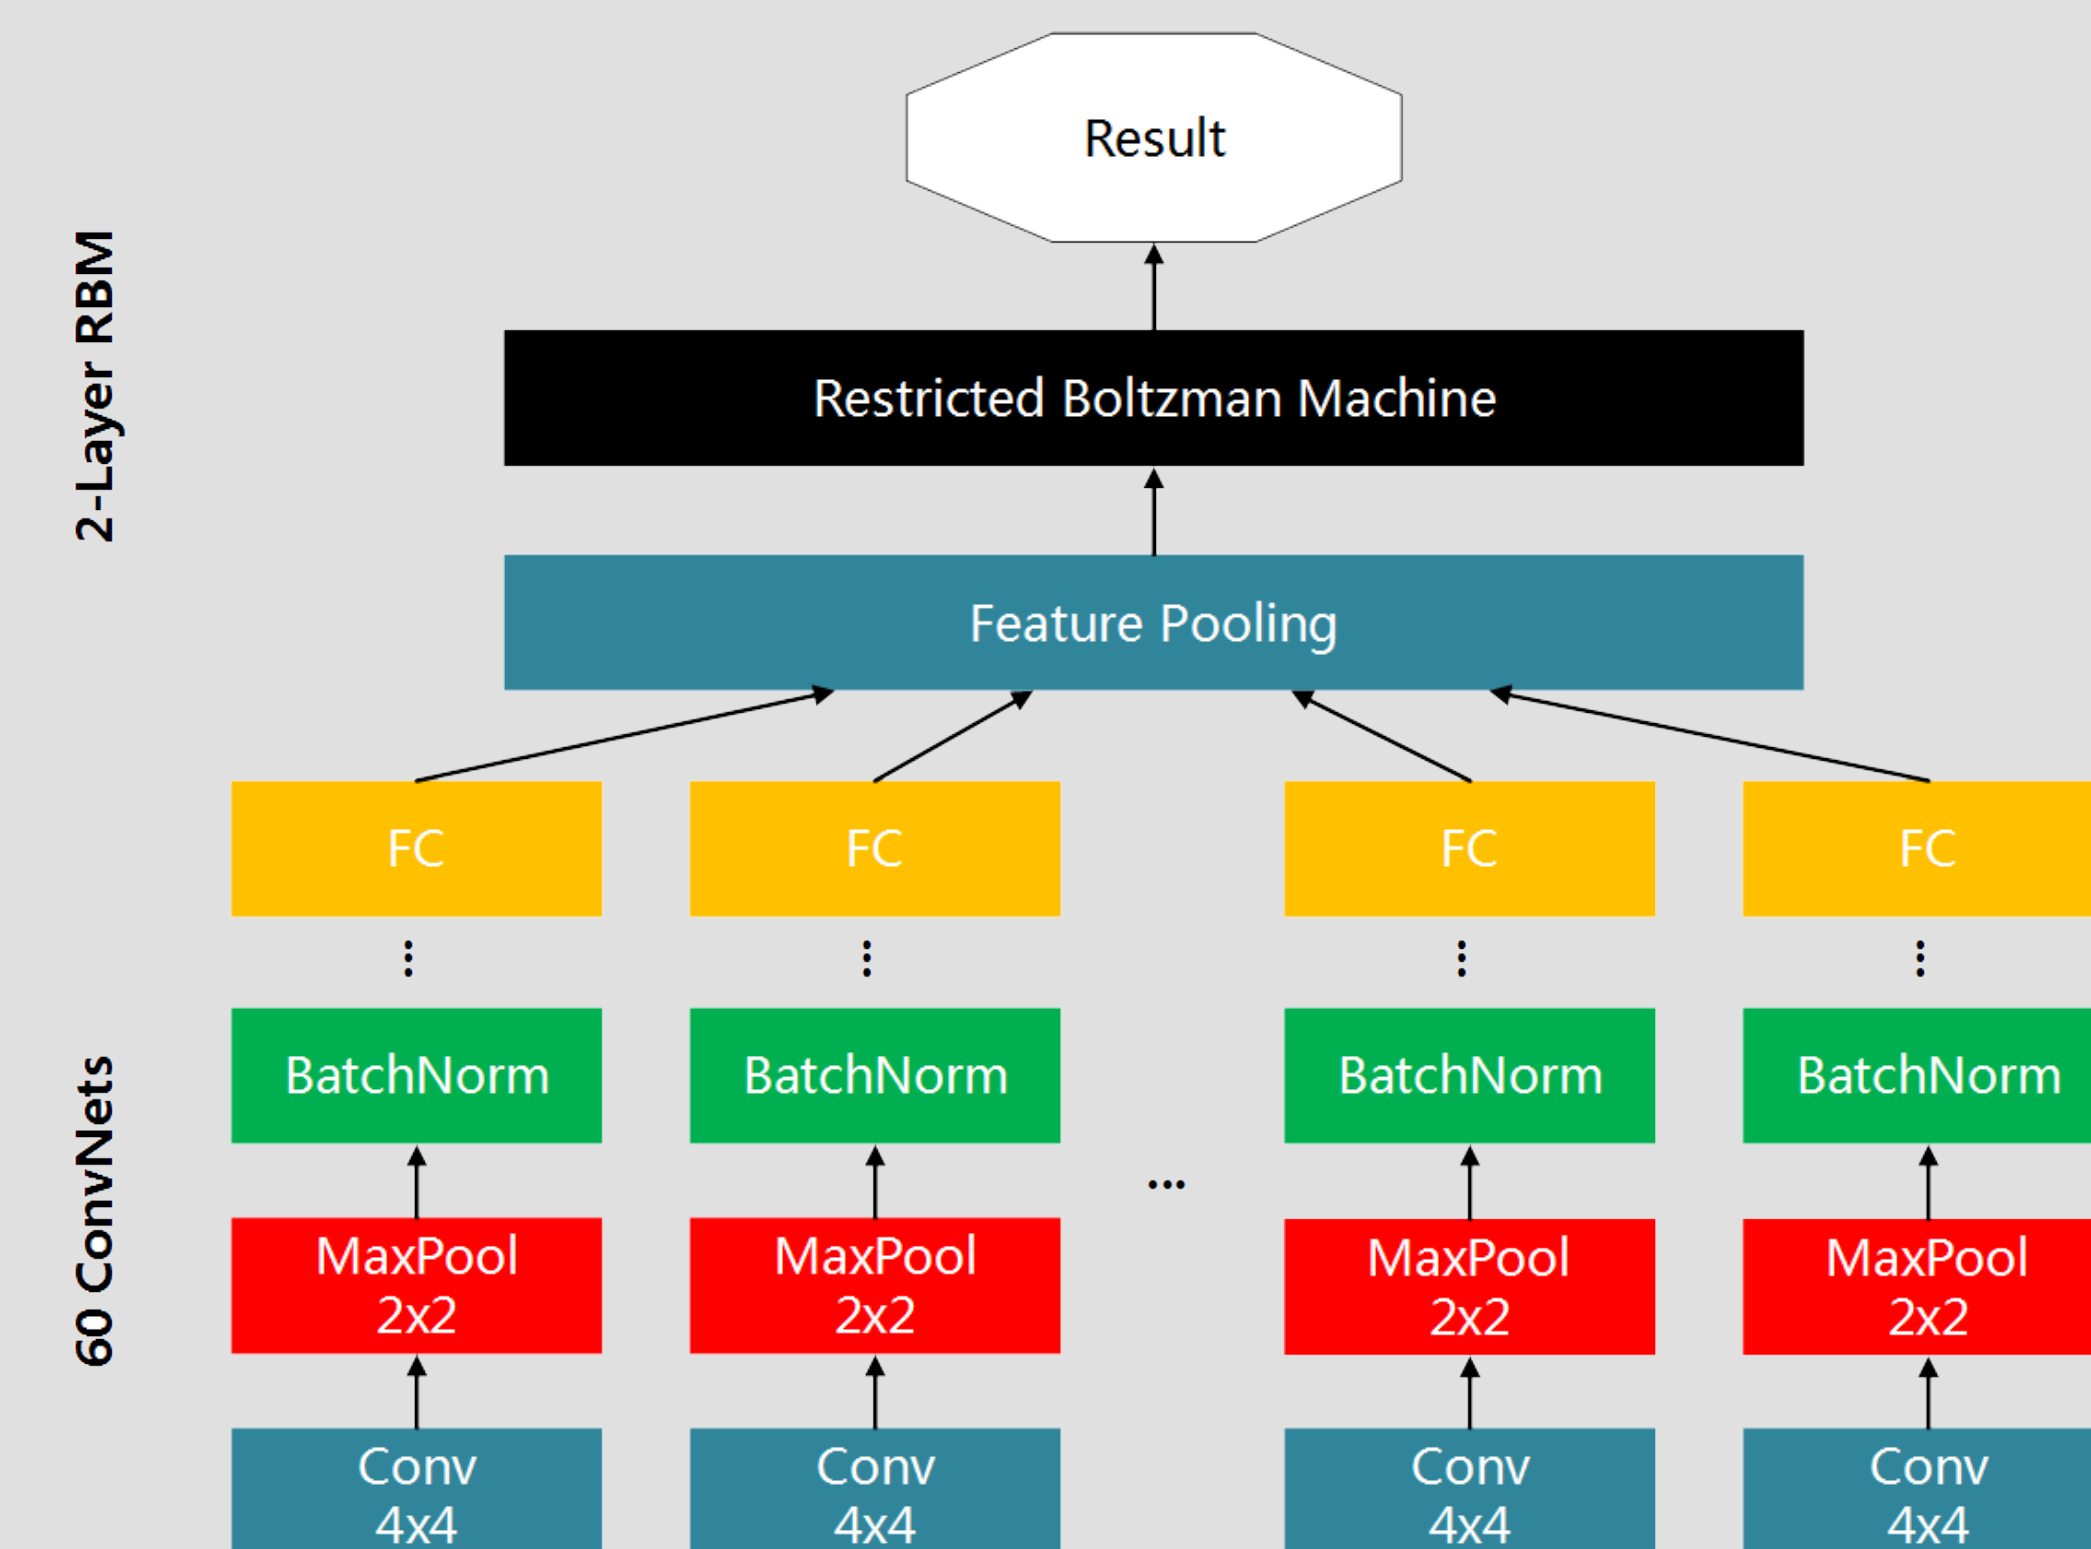 Result
2-Layer RBM
Restricted Boltzman Machine
Feature Pooling
FC
FC
FC
FC
⋮
⋮
⋮
⋮
60 ConvNets
BatchNorm
BatchNorm
BatchNorm
BatchNorm
...
MaxPool
2x2
MaxPool
2x2
MaxPool
2x2
MaxPool
2x2
Conv
4x4
Conv
4x4
Conv
4x4
Conv
4x4